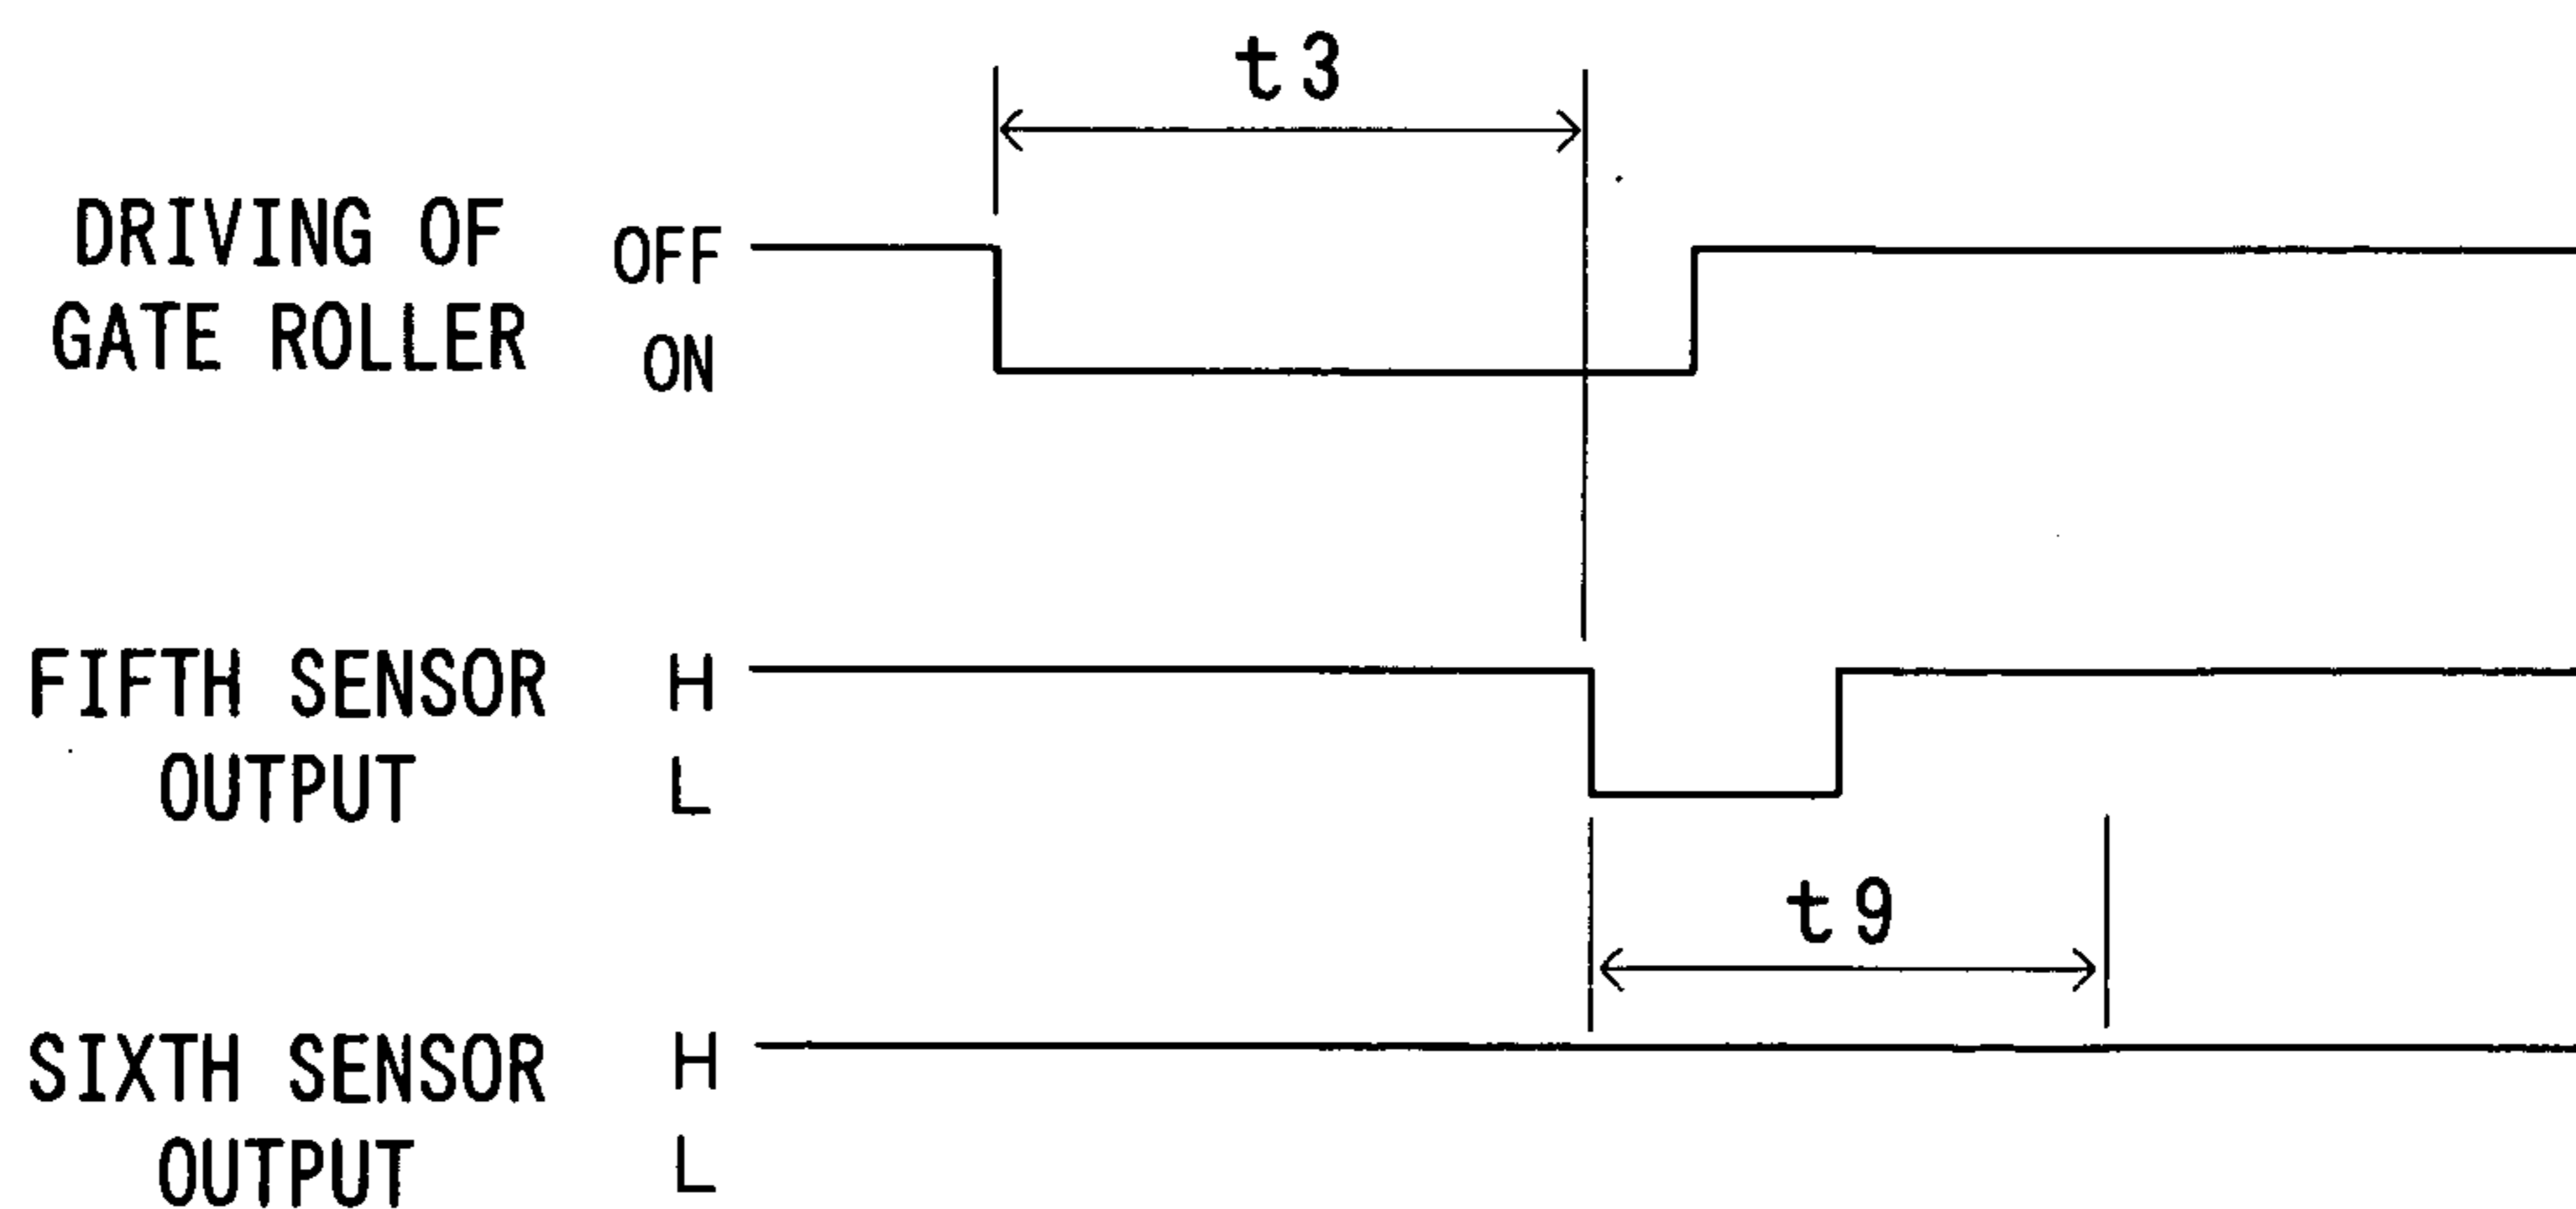 t3
DRIVING OF
GATE ROLLER
OFF
ON
FIFTH SENSOR
OUTPUT
H
L
t9
SIXTH SENSOR
OUTPUT
H
L